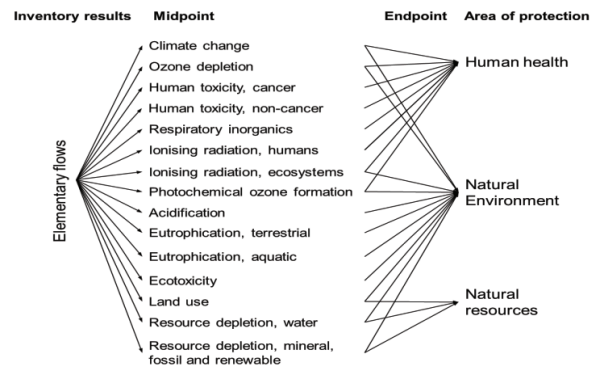 Inventory results Midpoint Endpoint Area of protection
Climate change
Ozone depletion
Human toxicity, cancer
Human toxicity, non-cancer
Respiratory inorganics
Ionising radiation, humans
Ionising radiation, ecosystems
Photochemical ozone formation
Acidification
Eutrophication, terrestrial
Eutrophication, aquatic
Ecotoxicity
Land use
Resource depletion, water
Resource depletion, mineral,
fossil and renewable
Elementary flows
Human health
Natural
Environment
Natural
resources